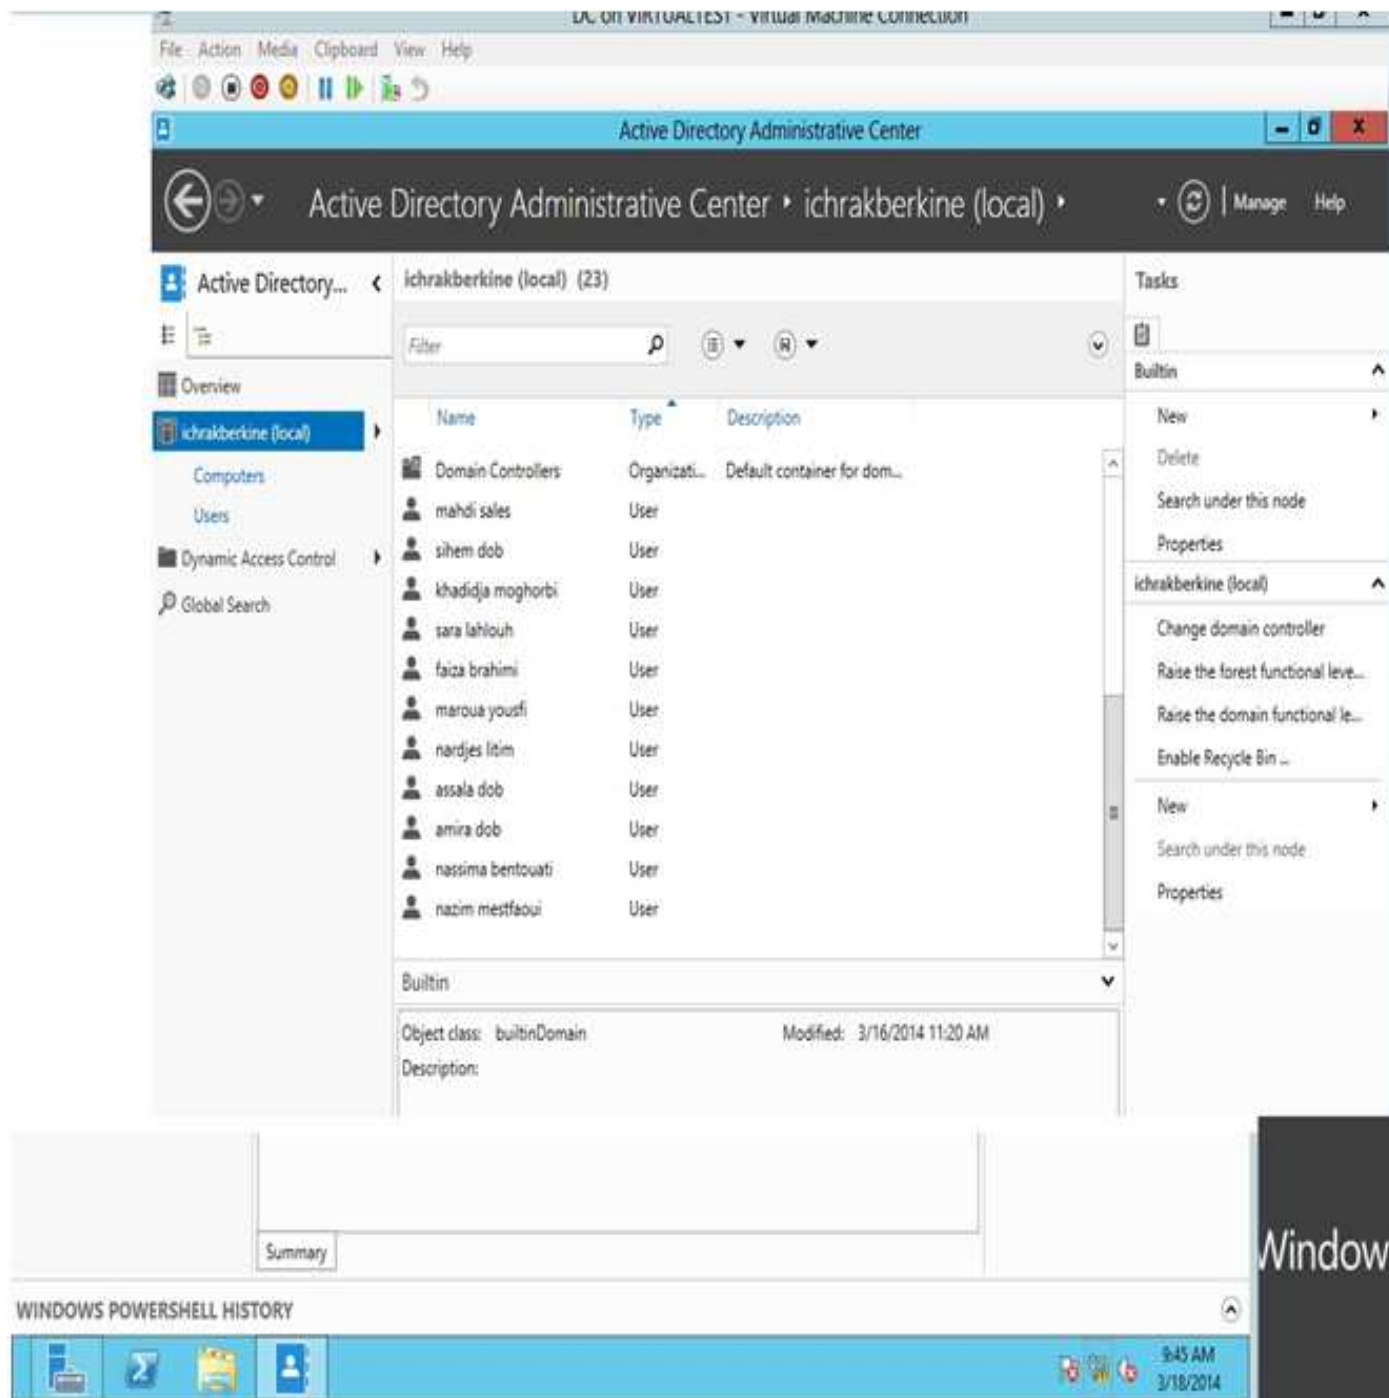 DC on VIRTUALTEST - Virtual Machine Connection
File Action Media Clipboard View Help
Active Directory Administrative Center
Active Directory Administrative Center ‣ ichrakberkine (local) ‣
Manage Help
Active Directory...
Overview
ichrakberkine (local)
Computers
Users
Dynamic Access Control
Global Search
ichrakberkine (local) (23)
Filter
Name Type Description
Domain Controllers Organizati... Default container for dom...
mahdi sales User
sihem dob User
khadidja moghorbi User
sara lahlouh User
faiza brahimi User
maroua yousfi User
nardjes litim User
assala dob User
amira dob User
nassima bentouati User
nazim mestfaoui User
Builtin
Object class: builtinDomain Modified: 3/16/2014 11:20 AM
Description:
Tasks
Builtin
New
Delete
Search under this node
Properties
ichrakberkine (local)
Change domain controller
Raise the forest functional leve...
Raise the domain functional le...
Enable Recycle Bin ...
New
Search under this node
Properties
Summary
Window
WINDOWS POWERSHELL HISTORY
9:45 AM
3/18/2014